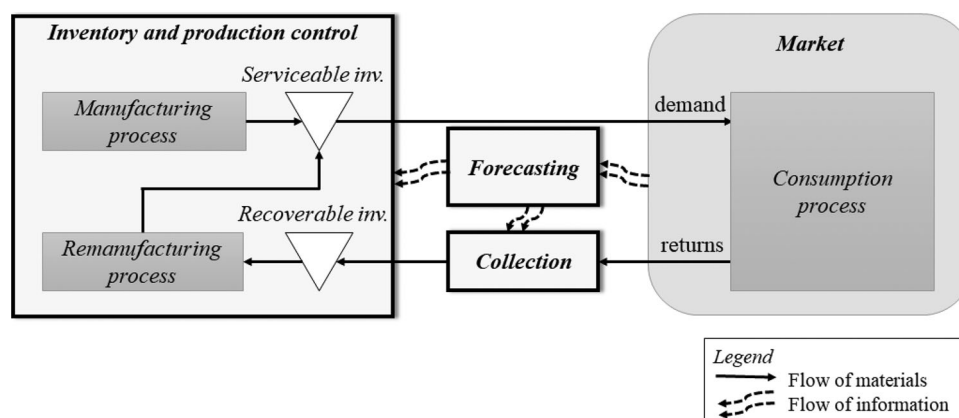 Inventory and production control
Serviceable inv.
Manufacturing
process
Recoverable inv.
Remanufacturing
process
Forecasting
Collection
Market
demand
Consumption
process
returns
Legend
Flow of materials
Flow of information